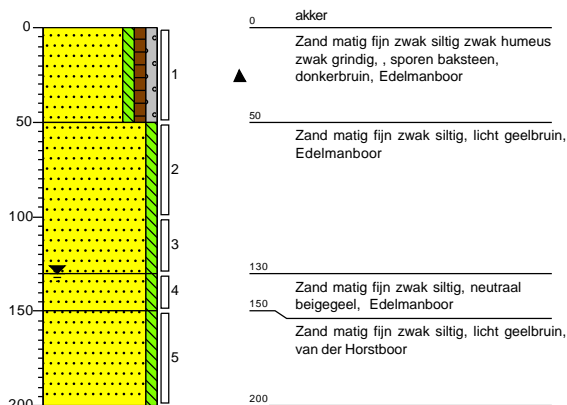 0
50
100
150
200
1
2
3
4
5
0
akker
Zand matig fijn zwak siltig zwak humeus
zwak grindig, , sporen baksteen,
donkerbruin, Edelmanboor
50
Zand matig fijn zwak siltig, licht geelbruin,
Edelmanboor
130
Zand matig fijn zwak siltig, neutraal
beigegeel, Edelmanboor
150
Zand matig fijn zwak siltig, licht geelbruin,
van der Horstboor
200